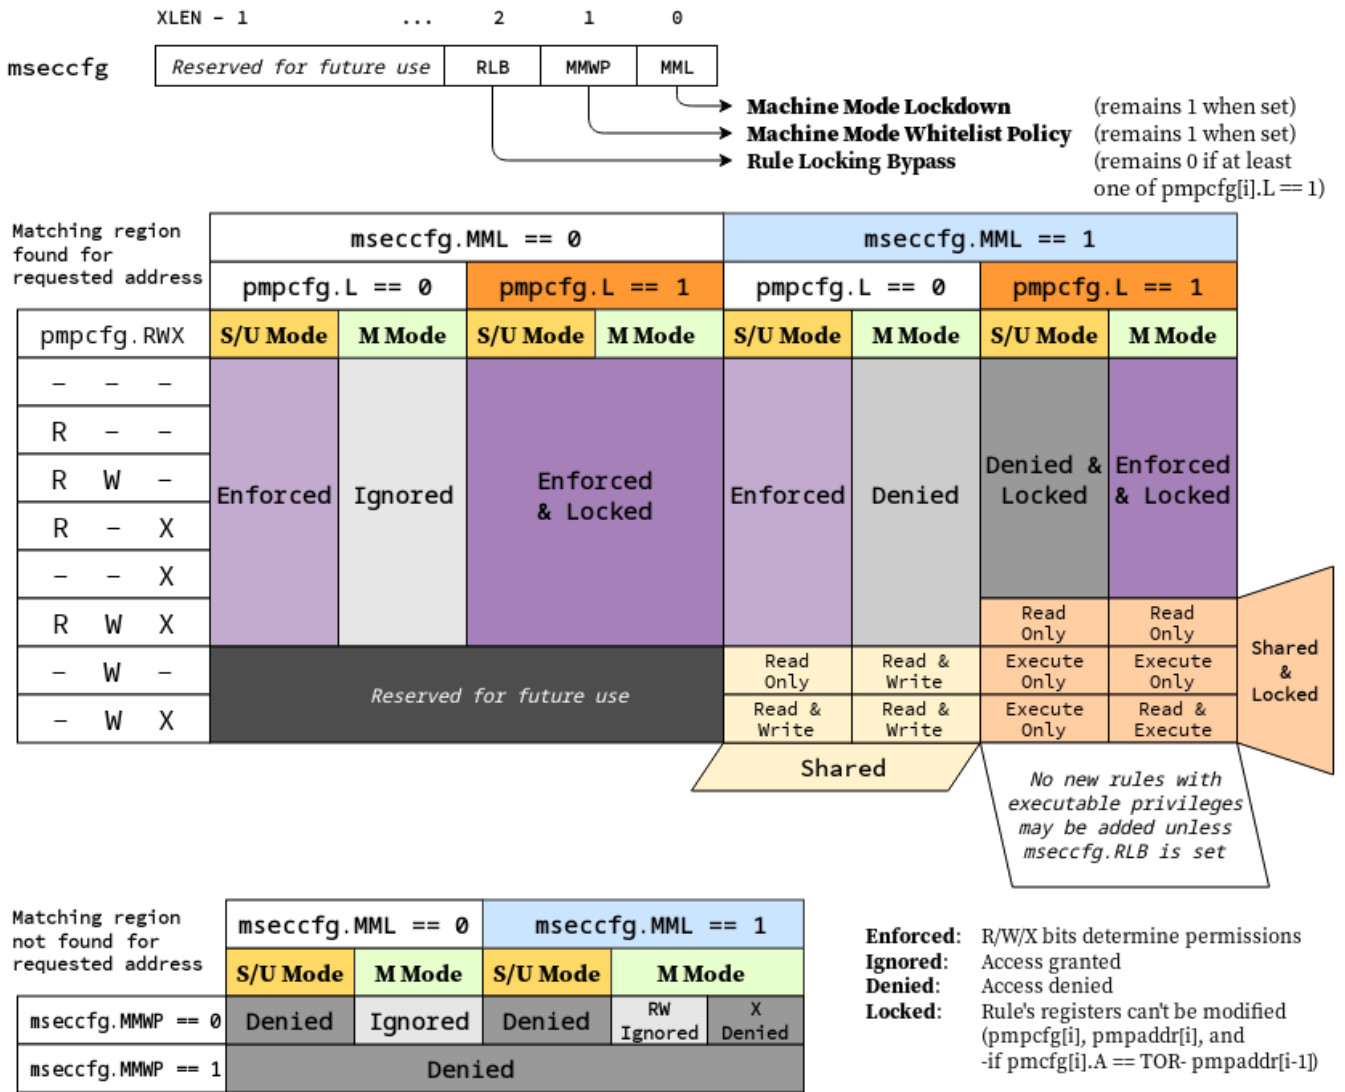 XLEN - 1 ... 2 1 0
mseccfg Reserved for future use RLB MMWP MML
Machine Mode Lockdown (remains 1 when set)
Machine Mode Whitelist Policy (remains 1 when set)
Rule Locking Bypass (remains 0 if at least
one of pmpcfg[i].L == 1)
Matching region
found for
requested address
mseccfg.MML == 0 mseccfg.MML == 1
pmpcfg.L == 0 pmpcfg.L == 1 pmpcfg.L == 0 pmpcfg.L == 1
pmpcfg.RWX S/U Mode M Mode S/U Mode M Mode S/U Mode M Mode S/U Mode M Mode
- - -
R - -
R W -
R - X
- - X
R W X
- W -
- W X
Enforced
Ignored
Enforced
& Locked
Enforced
Denied
Denied &
Locked
Enforced
& Locked
Read
Only
Read
Only
Reserved for future use
Read
Only
Read &
Write
Execute
Only
Execute
Only
Read &
Write
Read &
Write
Execute
Only
Read &
Execute
Shared
&
Locked
Shared
No new rules with
executable privileges
may be added unless
mseccfg.RLB is set
Matching region
not found for
requested address
mseccfg.MML == 0 mseccfg.MML == 1
S/U Mode M Mode S/U Mode M Mode
mseccfg.MMWP == 0 Denied Ignored Denied
RW
Ignored
X
Denied
mseccfg.MMWP == 1 Denied
Enforced: R/W/X bits determine permissions
Ignored: Access granted
Denied: Access denied
Locked: Rule's registers can't be modified
(pmpcfg[i], pmpaddr[i], and
-if pmcfg[i].A == TOR- pmpaddr[i-1])